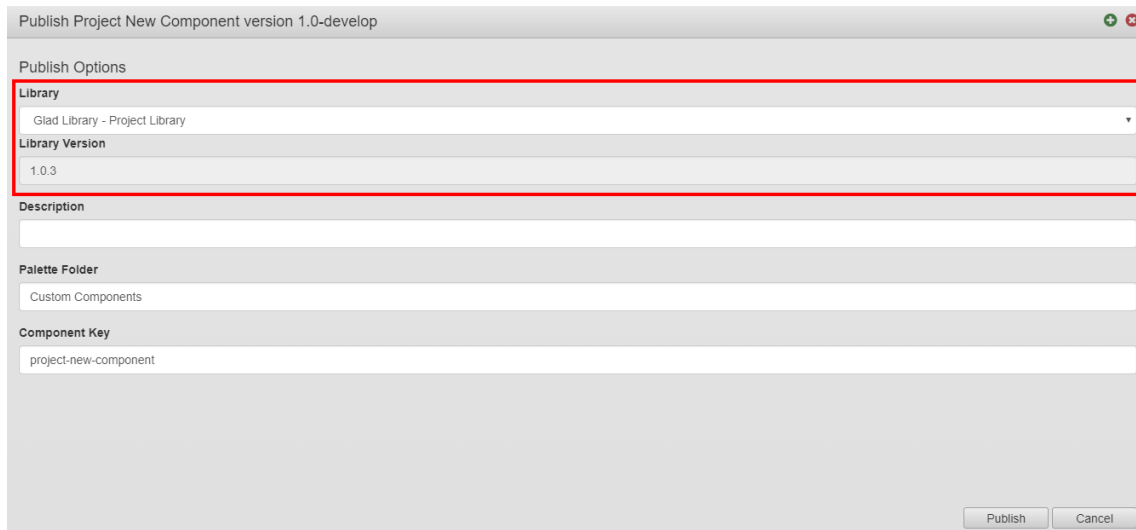 Publish Project New Component version 1.0-develop
Publish Options
Library
Glad Library - Project Library
Library Version
1.0.3
Description
Palette Folder
Custom Components
Component Key
project-new-component
Publish Cancel